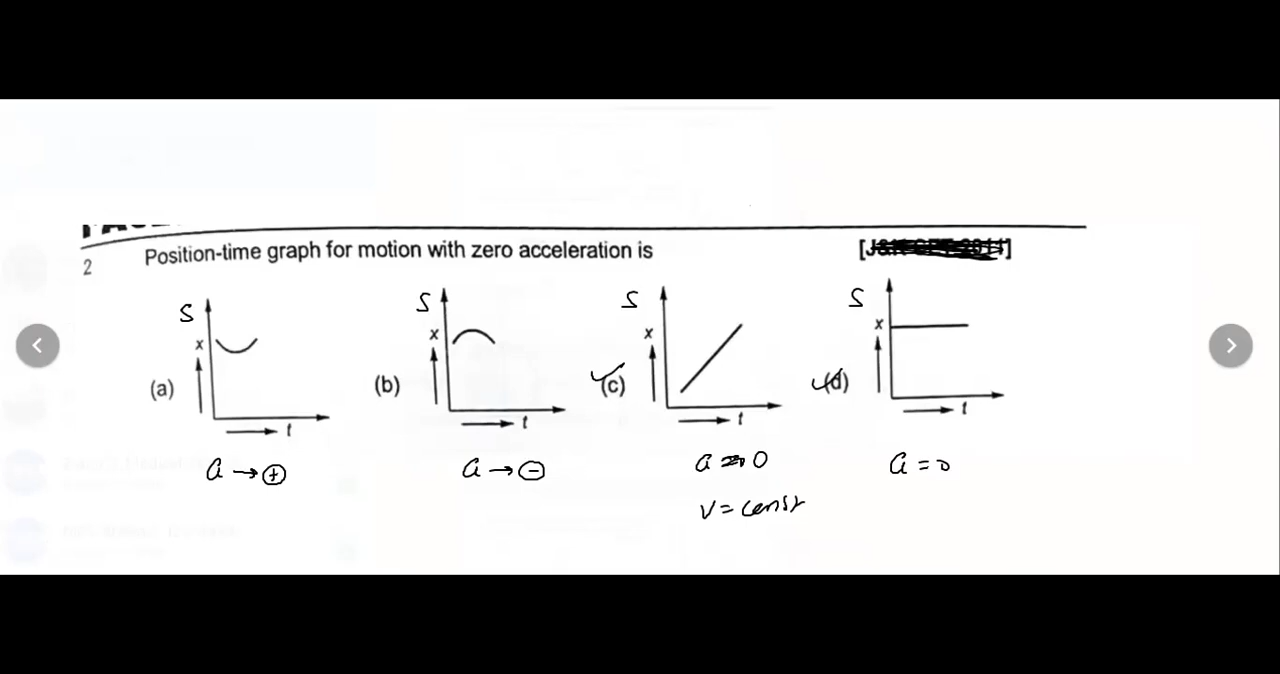 2 Position-time graph for motion with zero acceleration is
S S S S
x x x x
(a) (b) (c) (d)
t t t t
a → ⊕ a → ⊖ a = 0 a = 0
v = const